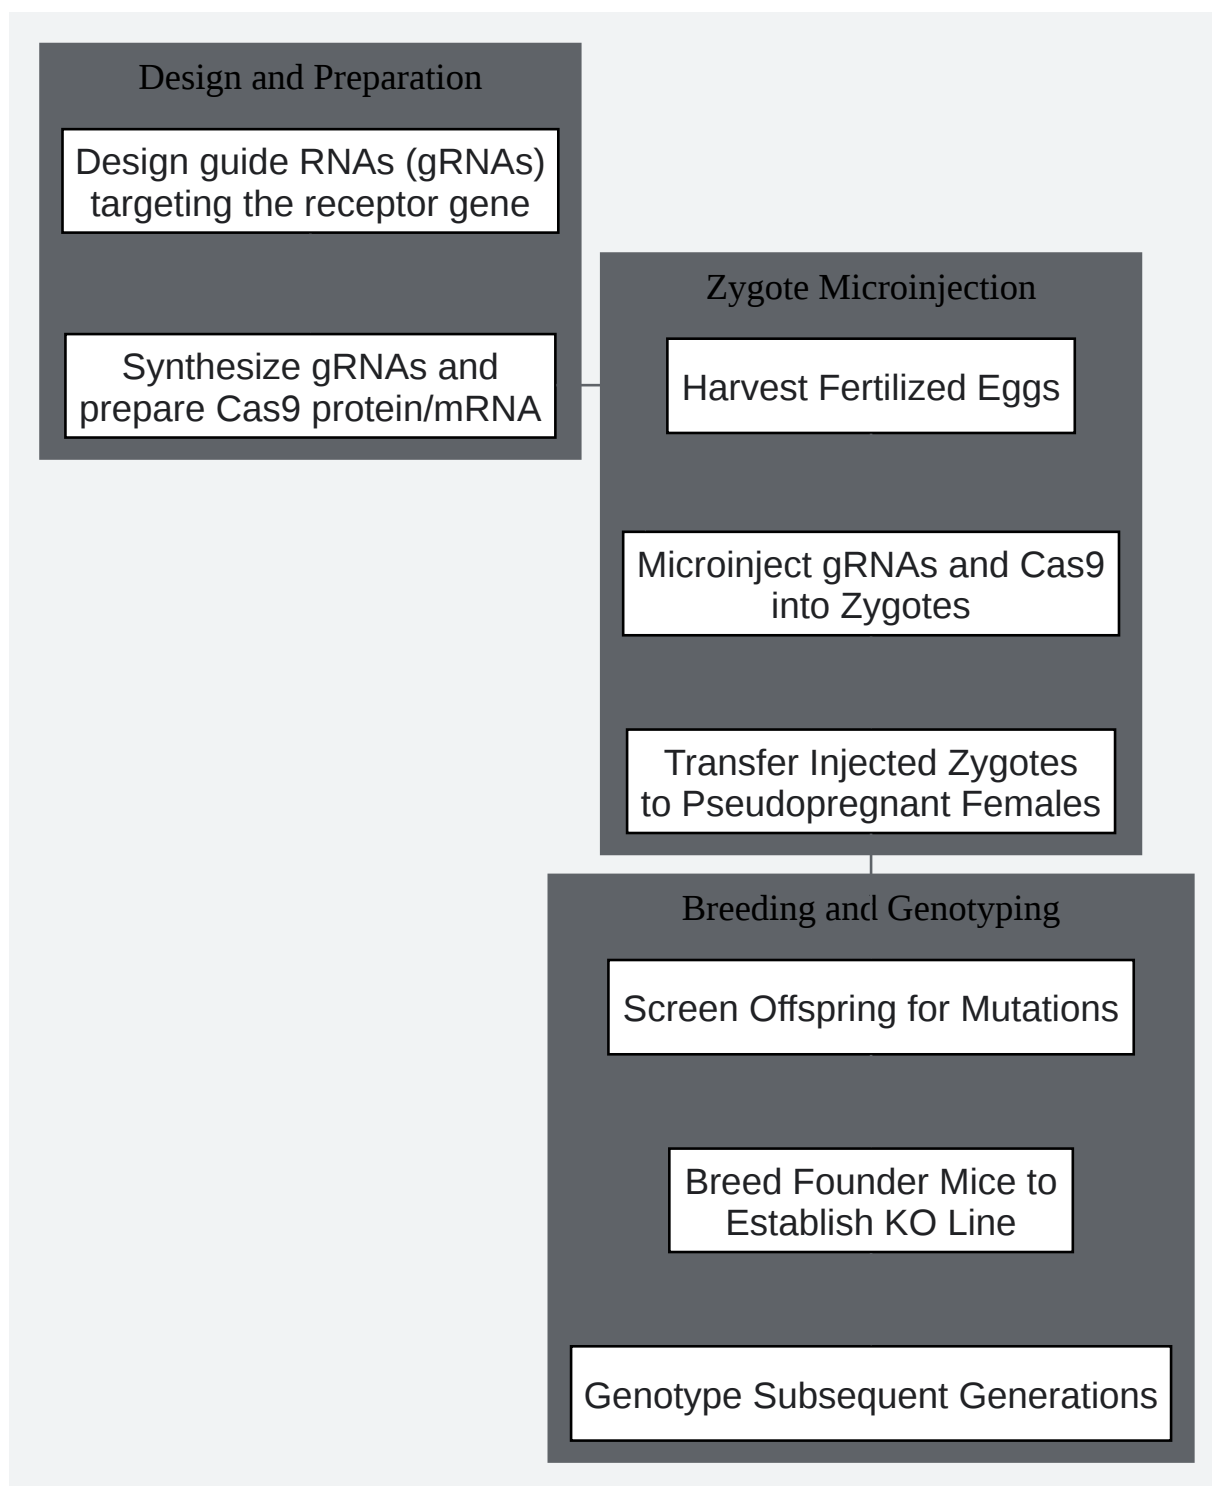 Design and Preparation
Design guide RNAs (gRNAs)
targeting the receptor gene
Synthesize gRNAs and
prepare Cas9 protein/mRNA
Zygote Microinjection
Harvest Fertilized Eggs
Microinject gRNAs and Cas9
into Zygotes
Transfer Injected Zygotes
to Pseudopregnant Females
Breeding and Genotyping
Screen Offspring for Mutations
Breed Founder Mice to
Establish KO Line
Genotype Subsequent Generations